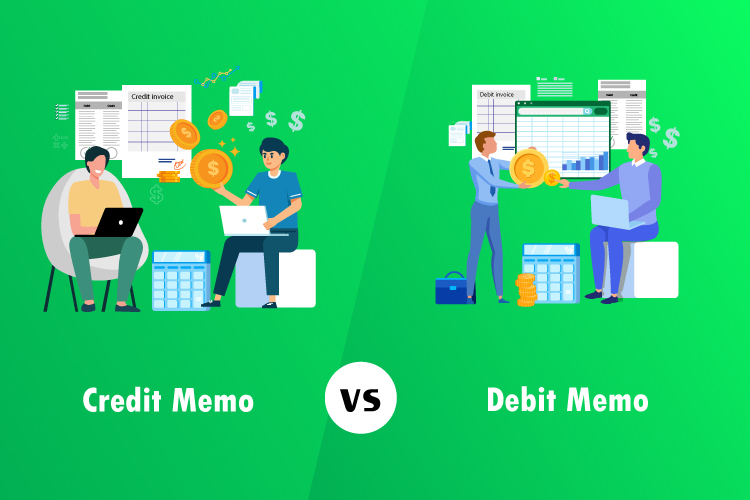 Credit invoice
Debit invoice
Credit Memo
VS
Debit Memo